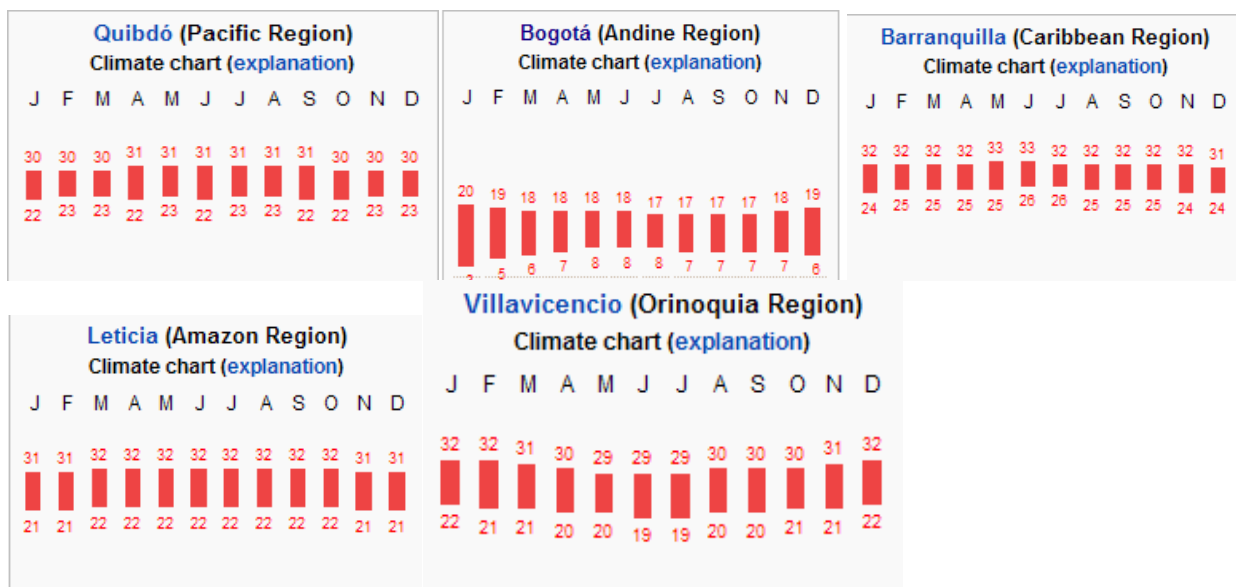 Quibdó (Pacific Region)
Climate chart (explanation)
J F M A M J J A S O N D
30 30 30 31 31 31 31 31 31 30 30 30
22 23 23 22 23 22 23 23 22 22 23 23
Bogotá (Andine Region)
Climate chart (explanation)
J F M A M J J A S O N D
20 19 18 18 18 18 17 17 17 17 18 19
5 6 7 8 8 8 7 7 7 7 6
Barranquilla (Caribbean Region)
Climate chart (explanation)
J F M A M J J A S O N D
32 32 32 32 33 33 32 32 32 32 32 31
24 25 25 25 25 26 26 25 25 25 24 24
Leticia (Amazon Region)
Climate chart (explanation)
J F M A M J J A S O N D
31 31 32 32 32 32 32 32 32 32 31 31
21 21 22 22 22 22 22 22 22 22 21 21
Villavicencio (Orinoquia Region)
Climate chart (explanation)
J F M A M J J A S O N D
32 32 31 30 29 29 29 30 30 30 31 32
22 21 21 20 20 19 19 20 20 21 21 22